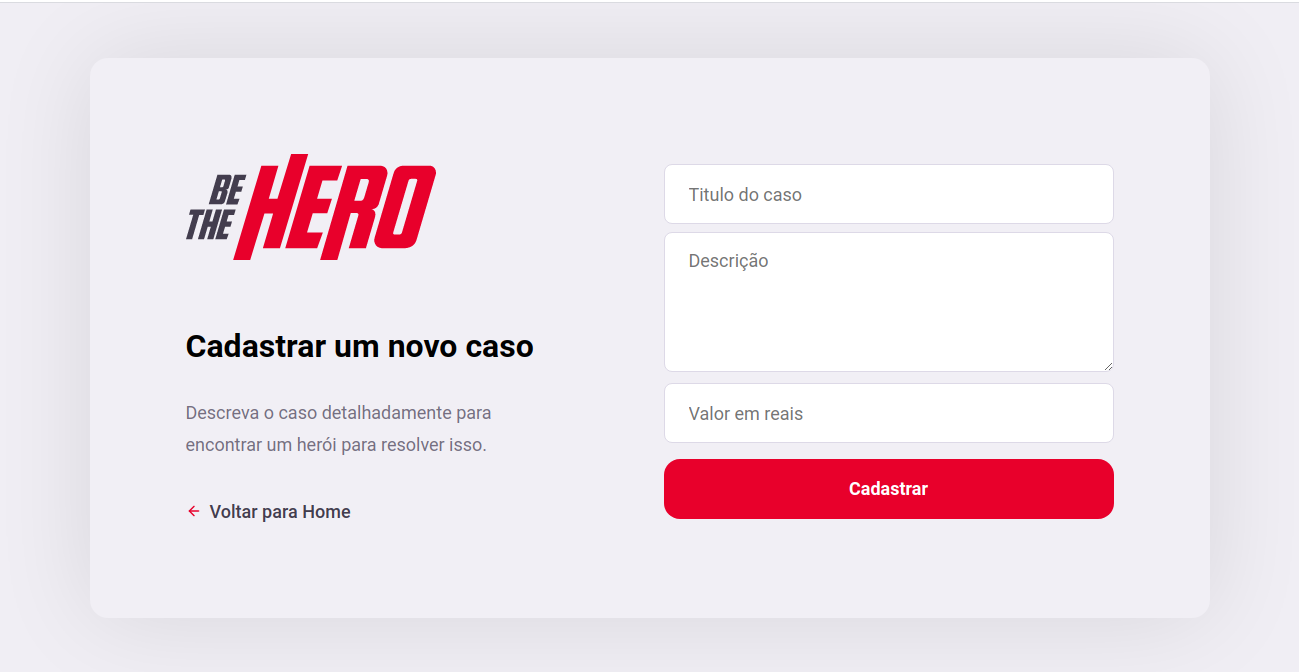 BE
THE HERO
Cadastrar um novo caso
Descreva o caso detalhadamente para
encontrar um herói para resolver isso.
Voltar para Home
Titulo do caso
Descrição
Valor em reais
Cadastrar